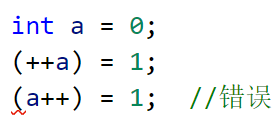 int a = 0;
(++a) = 1;
(a++) = 1;  //错误